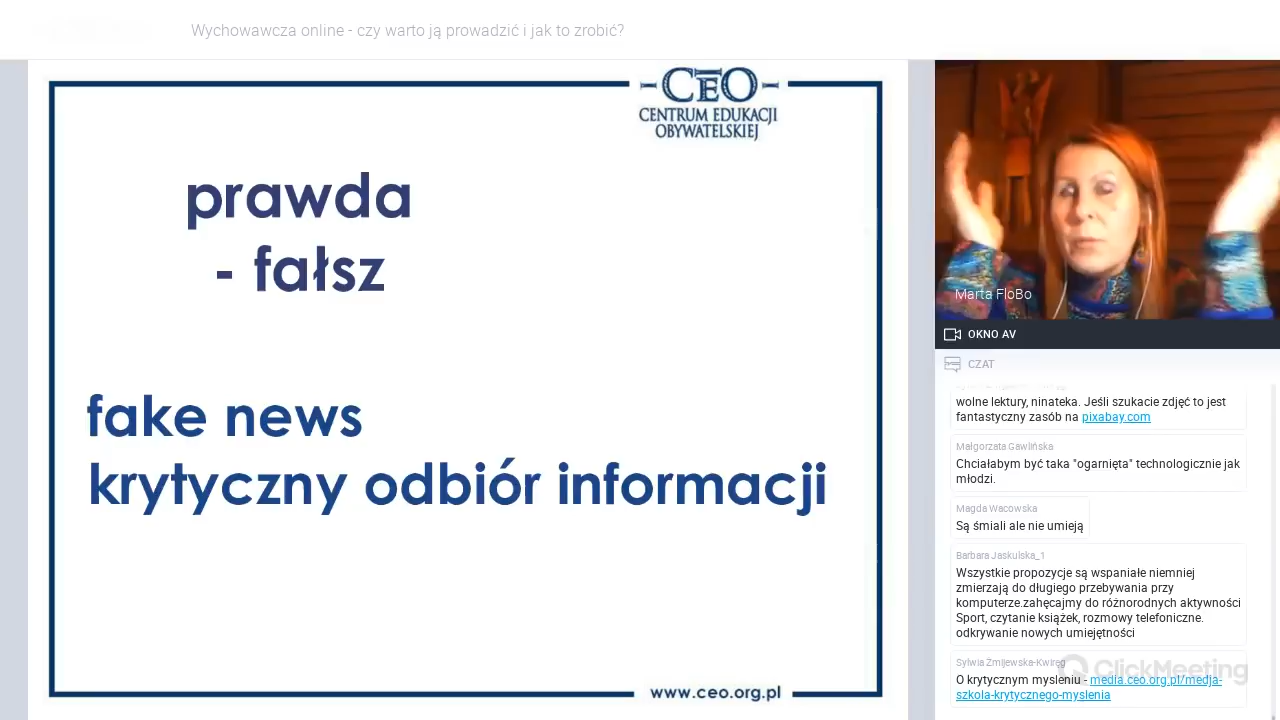 Wychowawcza online - czy warto ją prowadzić i jak to zrobić?
CEO
CENTRUM EDUKACJI
OBYWATELSKIEJ
prawda
- fałsz
fake news
krytyczny odbiór informacji
www.ceo.org.pl
Marta FloBo
OKNO AV
CZAT
wolne lektury, ninateka. Jeśli szukacie zdjęć to jest
fantastyczny zasób na pixabay.com
Małgorzata Gawlińska
Chciałabym być taka "ogarnięta" technologicznie jak
młodzi.
Magda Wacowska
Są śmiali ale nie umieją
Barbara Jaskulska_1
Wszystkie propozycje są wspaniałe niemniej
zmierzają do długiego przebywania przy
komputerze.zahęcajmy do różnorodnych aktywności
Sport, czytanie książek, rozmowy telefoniczne.
odkrywanie nowych umiejętności
Sylwia Żmijewska-Kwiręg
O krytycznym mysleniu - media.ceo.org.pl/medja-
szkola-krytycznego-myslenia
ClickMeeting